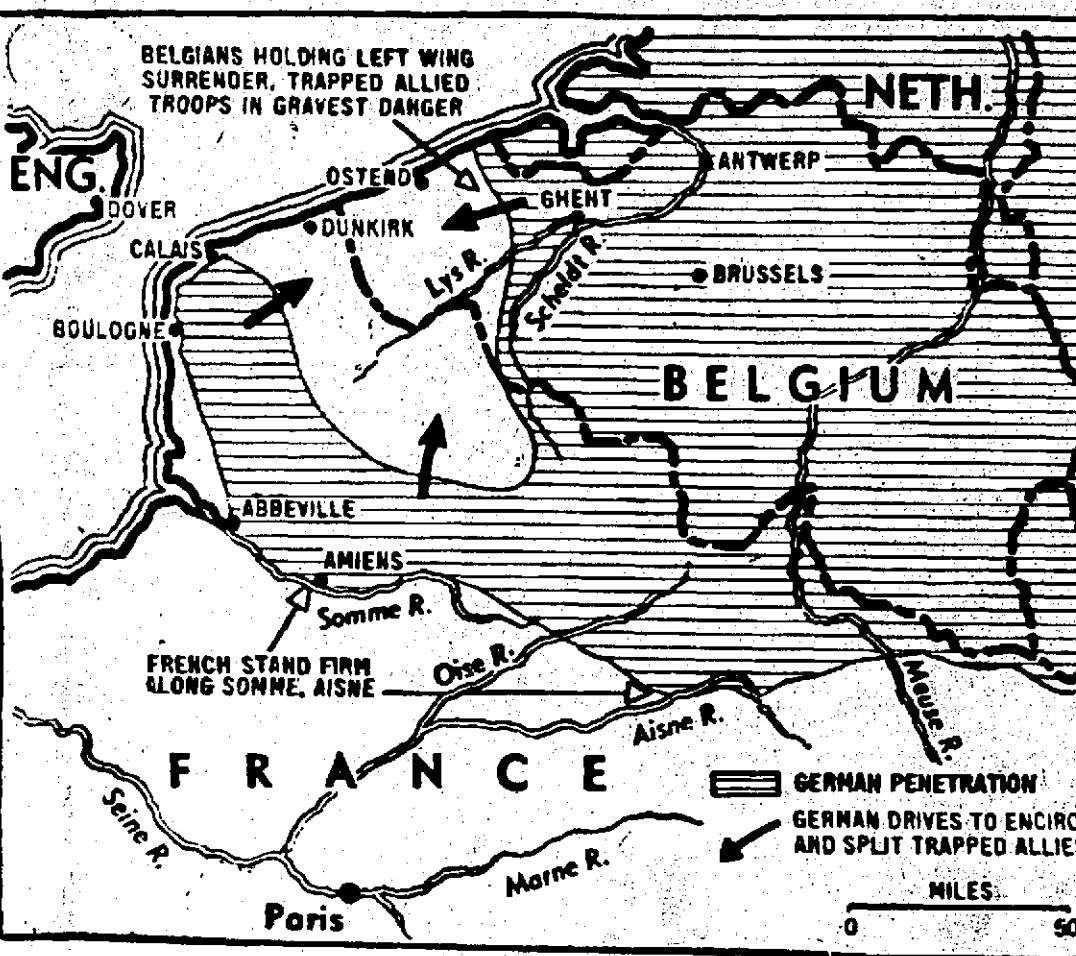 BELGIANS HOLDING LEFT WING
SURRENDER, TRAPPED ALLIED
TROOPS IN GRAVEST DANGER
NETH.
ENG.
DOVER
OSTEND
ANTWERP
GHENT
DUNKIRK
CALAIS
Lys R.
Scheldt R.
BRUSSELS
BOULOGNE
BELGIUM
ABBEVILLE
AMIENS
Somme R.
FRENCH STAND FIRM
ALONG SOMME, AISNE
Oise R.
Aisne R.
Meuse R.
FRANCE
Seine R.
Marne R.
Paris
GERMAN PENETRATION
GERMAN DRIVES TO ENCIRC
AND SPLIT TRAPPED ALLIES
MILES
0 50